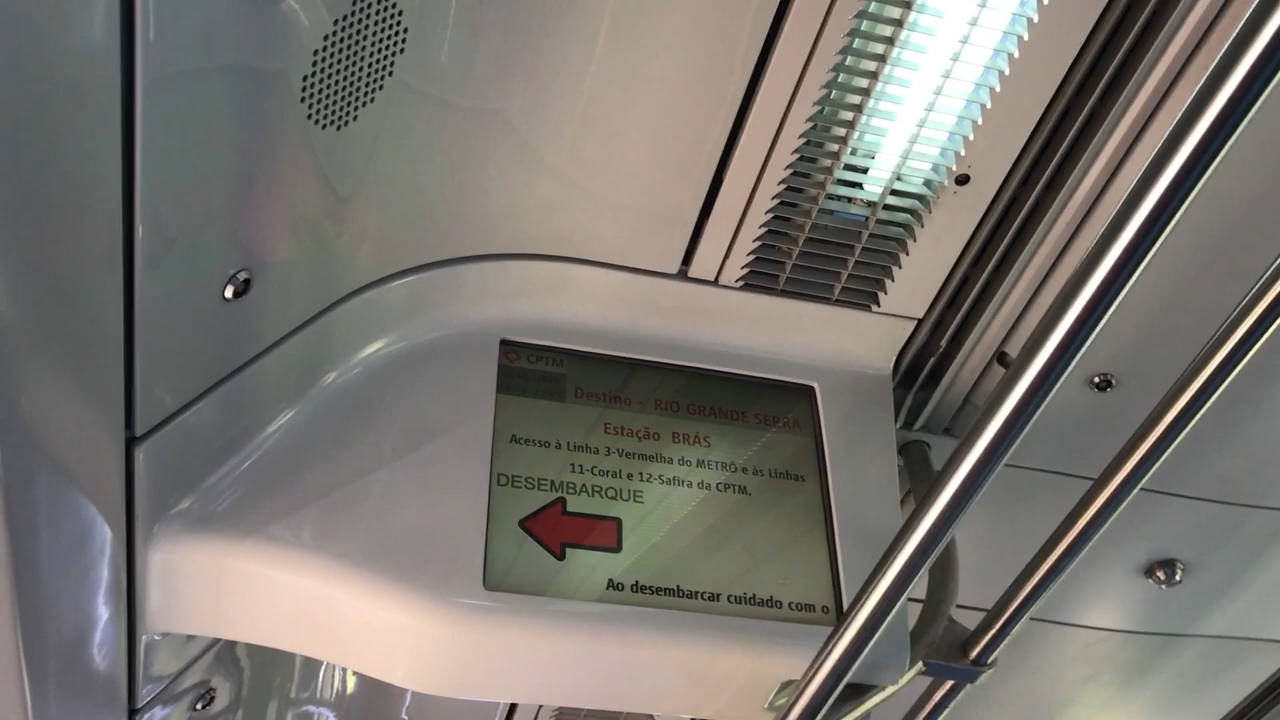 CPTM
Destino - RIO GRANDE SERRA
Estação BRÁS
Acesso à Linha 3-Vermelha do METRÔ e às Linhas
11-Coral e 12-Safira da CPTM.
DESEMBARQUE
Ao desembarcar cuidado com o